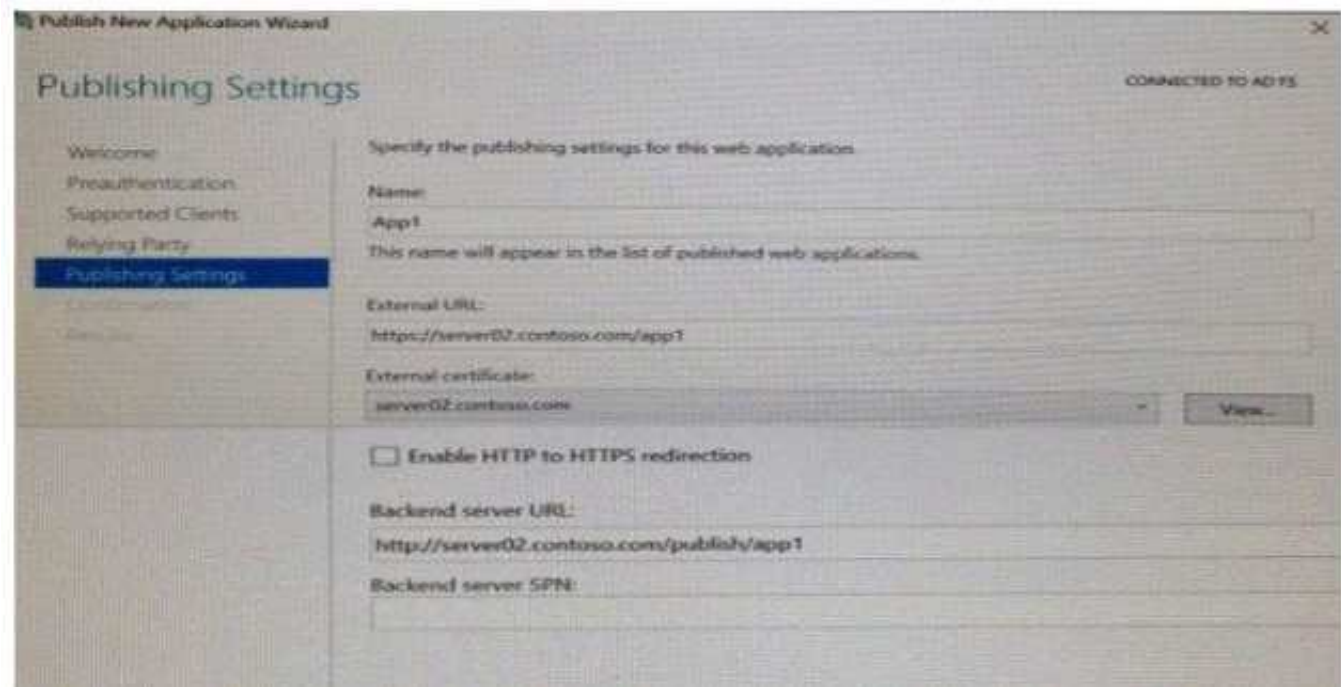 Publish New Application Wizard
Publishing Settings
CONNECTED TO AD FS
Welcome
Preauthentication
Supported Clients
Relying Party
Publishing Settings
Confirmation
Results
Specify the publishing settings for this web application.
Name:
App1
This name will appear in the list of published web applications.
External URL:
https://server02.contoso.com/app1
External certificate:
server02.contoso.com
View...
Enable HTTP to HTTPS redirection
Backend server URL:
http://server02.contoso.com/publish/app1
Backend server SPN: